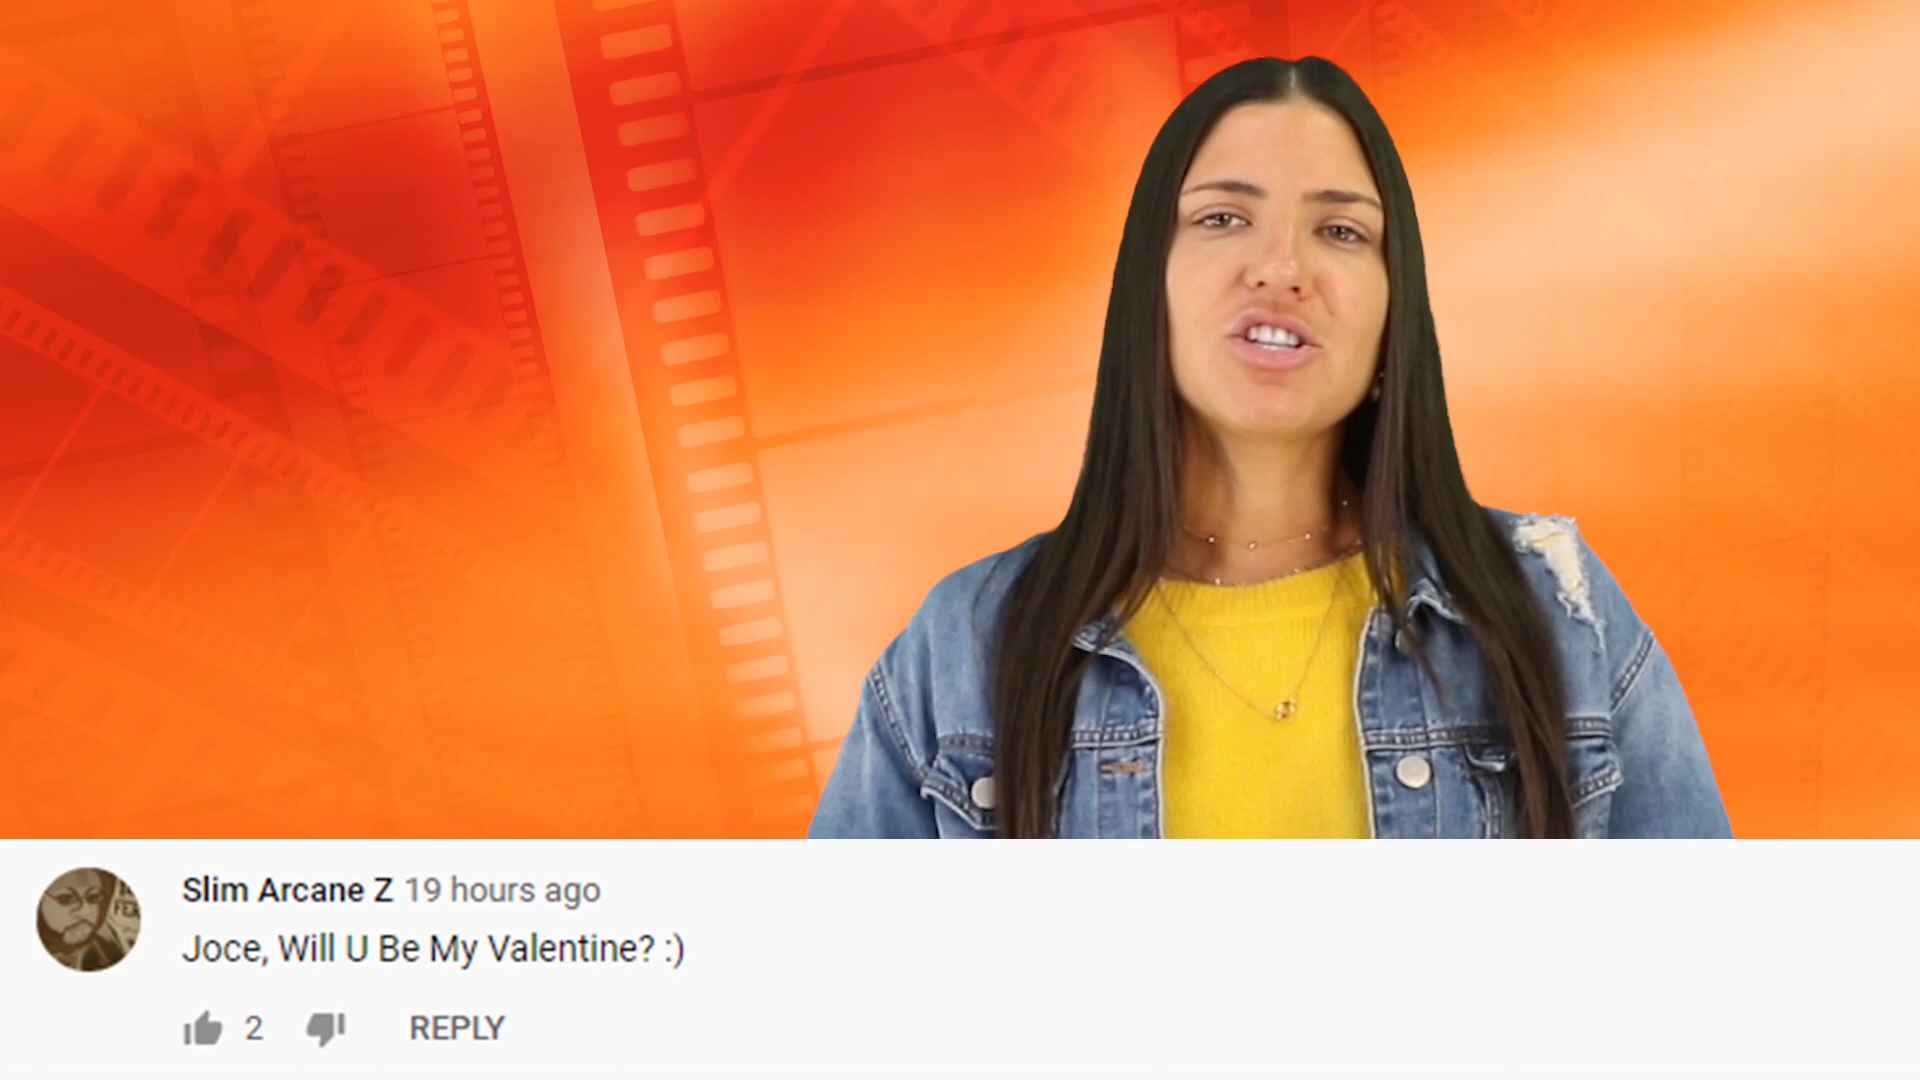 Slim Arcane Z 19 hours ago
Joce, Will U Be My Valentine? :)
2 REPLY